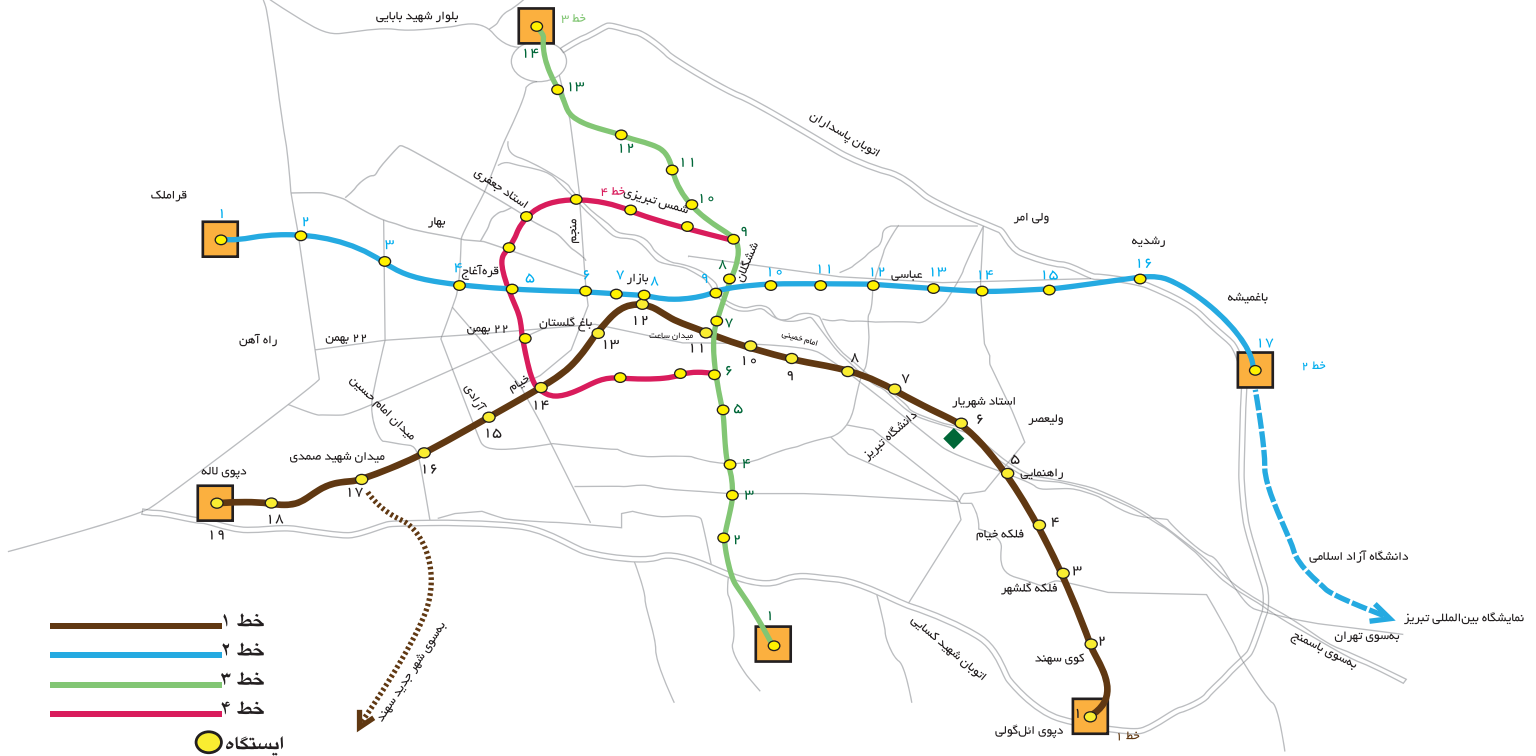 بلوار شهید بابایی
خط ۳
۱۴
۱۳
۱۲
۱۱
۱۰
۹
۸
۷
۶
۵
۴
۳
۲
۱
اتوبان پاسداران
قراملک
استاد جعفری
خط ۴
شمس تبریزی
منجم
بهار
ششگلان
ولی امر
رشدیه
باغمیشه
۱
۲
۳
۴
قره‌آغاج
۵
۶
۷
بازار
۸
۹
۱۰
۱۱
۱۲
عباسی
۱۳
۱۴
۱۵
۱۶
۱۷
خط ۲
راه آهن
۲۲ بهمن
۲۲ بهمن
باغ گلستان
میدان ساعت
امام خمینی
خیام
آزادی
میدان امام حسین
میدان شهید صمدی
دپوی لاله
۱۹
۱۸
۱۷
۱۶
۱۵
۱۴
۱۳
۱۲
۱۱
۱۰
۹
۸
۷
استاد شهریار
۶
ولیعصر
دانشگاه تبریز
۵
راهنمایی
۴
فلکه خیام
۳
فلکه گلشهر
۲
کوی سهند
۱
دپوی ائل‌گولی
خط ۱
اتوبان شهید کسایی
دانشگاه آزاد اسلامی
نمایشگاه بین‌المللی تبریز
به‌سوی تهران
به‌سوی باسمنج
به‌سوی شهر جدید سهند
خط ۱
خط ۲
خط ۳
خط ۴
ایستگاه